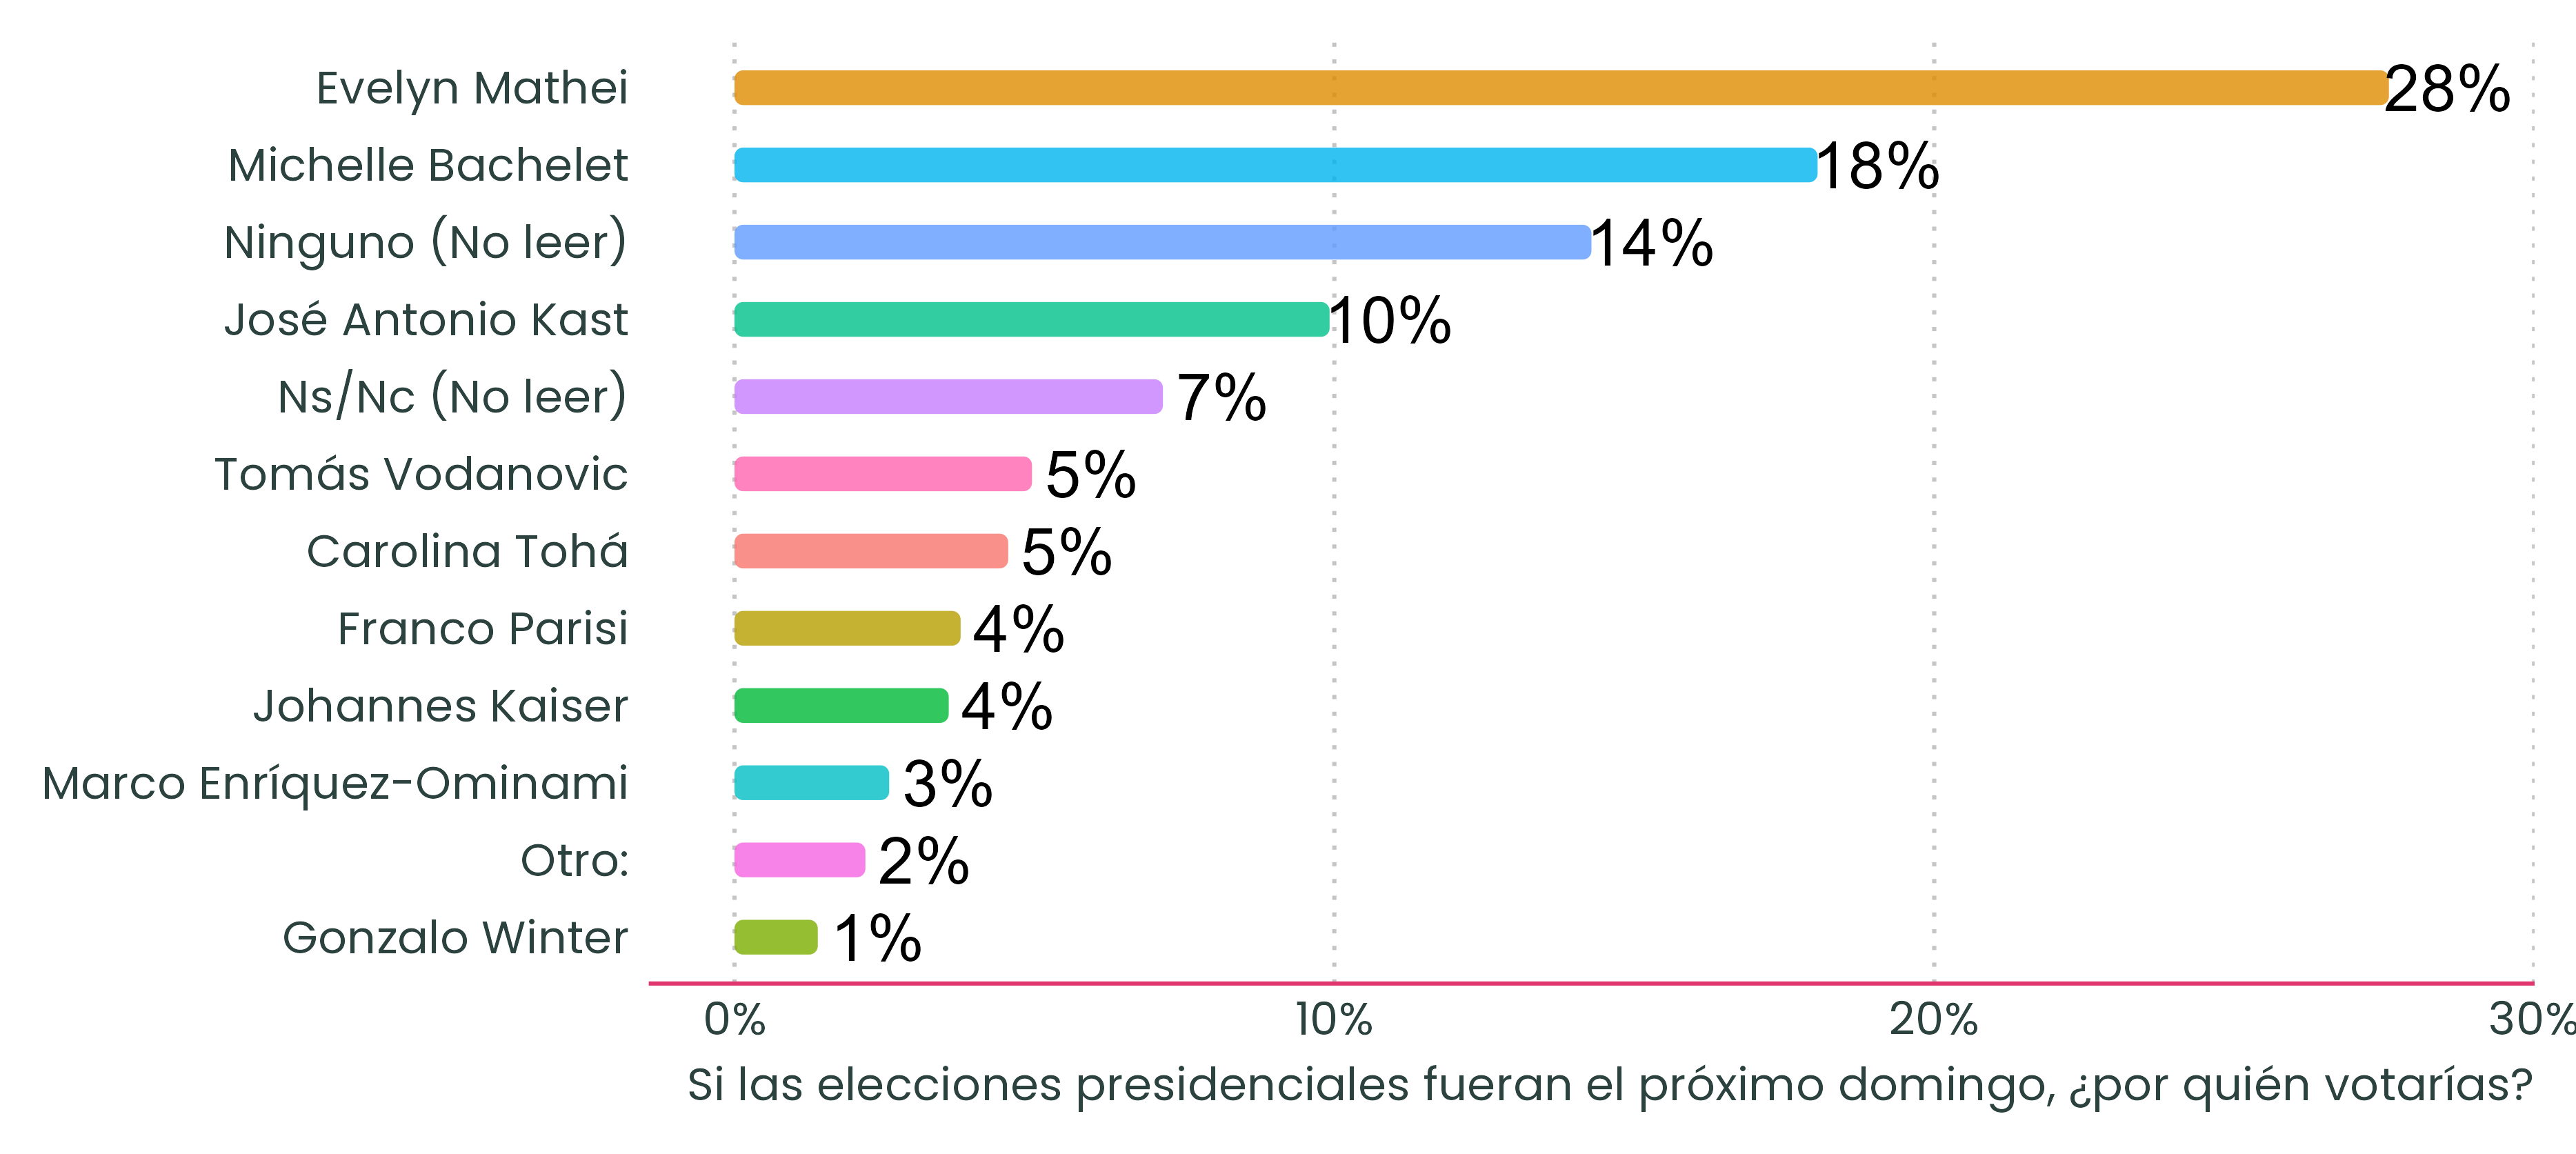 Evelyn Mathei 28%
Michelle Bachelet 18%
Ninguno (No leer) 14%
José Antonio Kast 10%
Ns/Nc (No leer) 7%
Tomás Vodanovic 5%
Carolina Tohá 5%
Franco Parisi 4%
Johannes Kaiser 4%
Marco Enríquez-Ominami 3%
Otro: 2%
Gonzalo Winter 1%
0% 10% 20% 30%
Si las elecciones presidenciales fueran el próximo domingo, ¿por quién votarías?